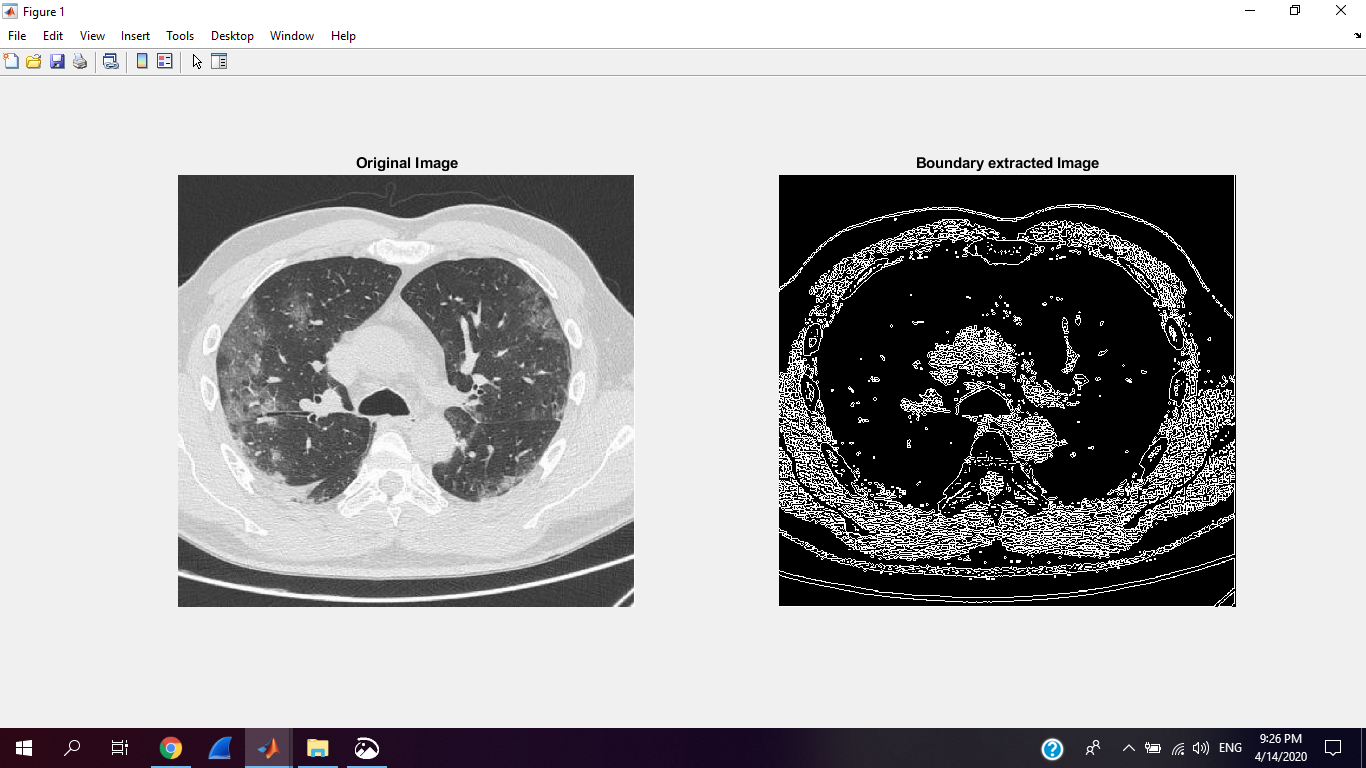 Figure 1
File Edit View Insert Tools Desktop Window Help
Original Image
Boundary extracted Image
ENG
9:26 PM
4/14/2020